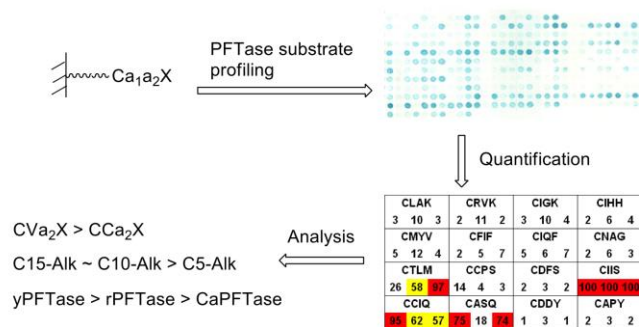 PFTase substrate
profiling
Ca₁a₂X
Quantification
CLAK CRVK CIGK CIHH
3 10 3 2 11 2 3 10 4 2 6 4
CMYV CFIF CIQF CNAG
5 12 4 2 5 7 5 6 7 2 6 3
CTLM CCPS CDFS CIIS
26 58 97 14 4 3 2 3 2 100 100 100
CCIQ CASQ CDDY CAPY
95 62 57 75 18 74 1 3 1 2 3 2
Analysis
CVa₂X > CCa₂X
C15-Alk ~ C10-Alk > C5-Alk
yPFTase > rPFTase > CaPFTase